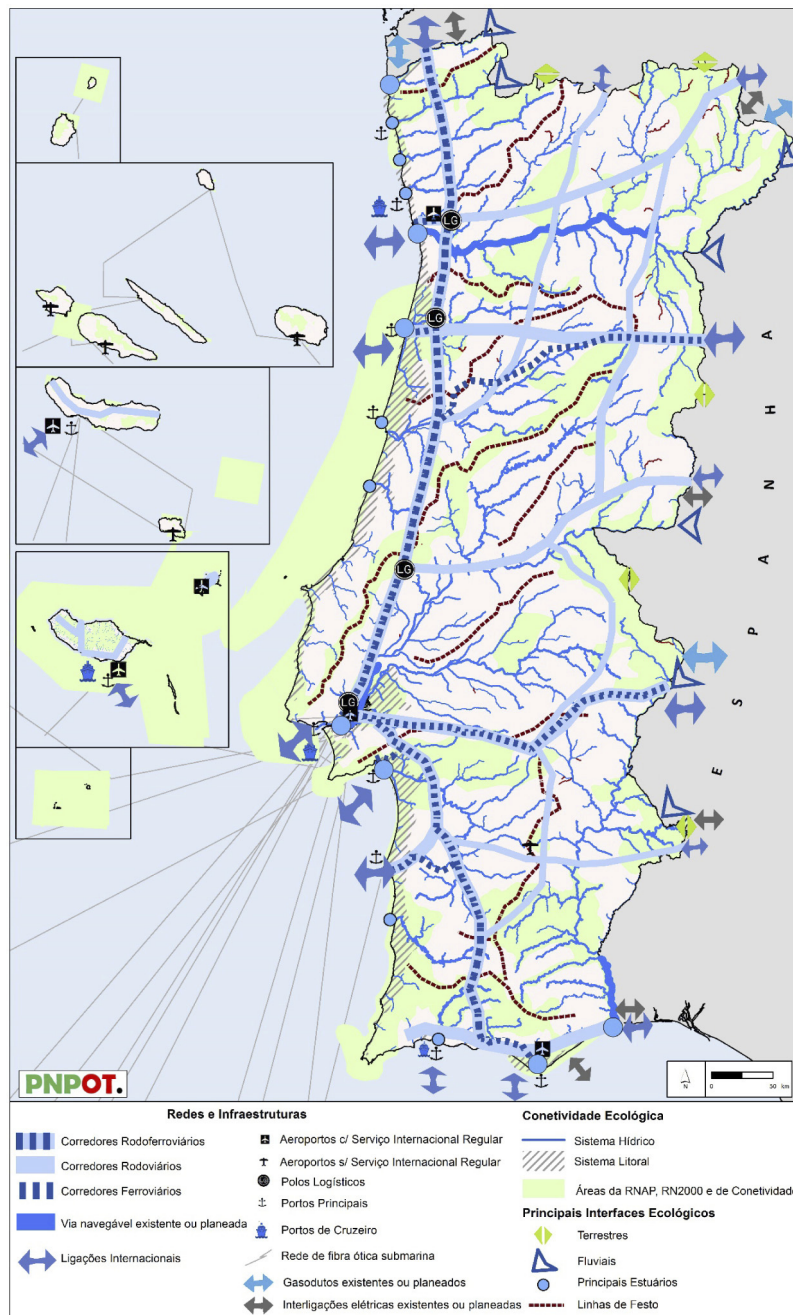 LG
LG
LG
LG
ESPANHA
PNPOT.
N
0 50 km
Redes e Infraestruturas
Corredores Rodoferroviários
Corredores Rodoviários
Corredores Ferroviários
Via navegável existente ou planeada
Ligações Internacionais
Aeroportos c/ Serviço Internacional Regular
Aeroportos s/ Serviço Internacional Regular
LG Polos Logísticos
Portos Principais
Portos de Cruzeiro
Rede de fibra ótica submarina
Gasodutos existentes ou planeados
Interligações elétricas existentes ou planeadas
Conetividade Ecológica
Sistema Hídrico
Sistema Litoral
Áreas da RNAP, RN2000 e de Conetividade
Principais Interfaces Ecológicos
Terrestres
Fluviais
Principais Estuários
Linhas de Festo